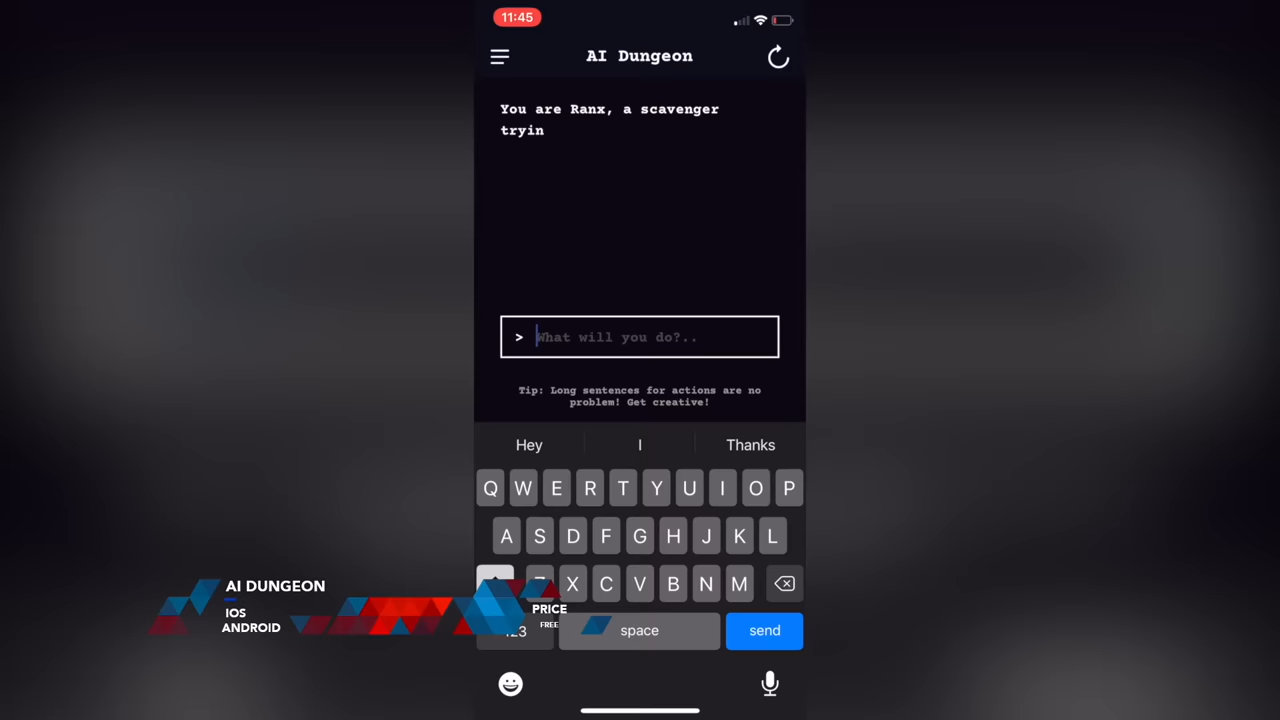 11:45
AI Dungeon
You are Ranx, a scavenger
tryin
> What will you do?..
Tip: Long sentences for actions are no
problem! Get creative!
Hey I Thanks
Q W E R T Y U I O P
A S D F G H J K L
Z X C V B N M
123 space send
AI DUNGEON
IOS
ANDROID
PRICE
FREE